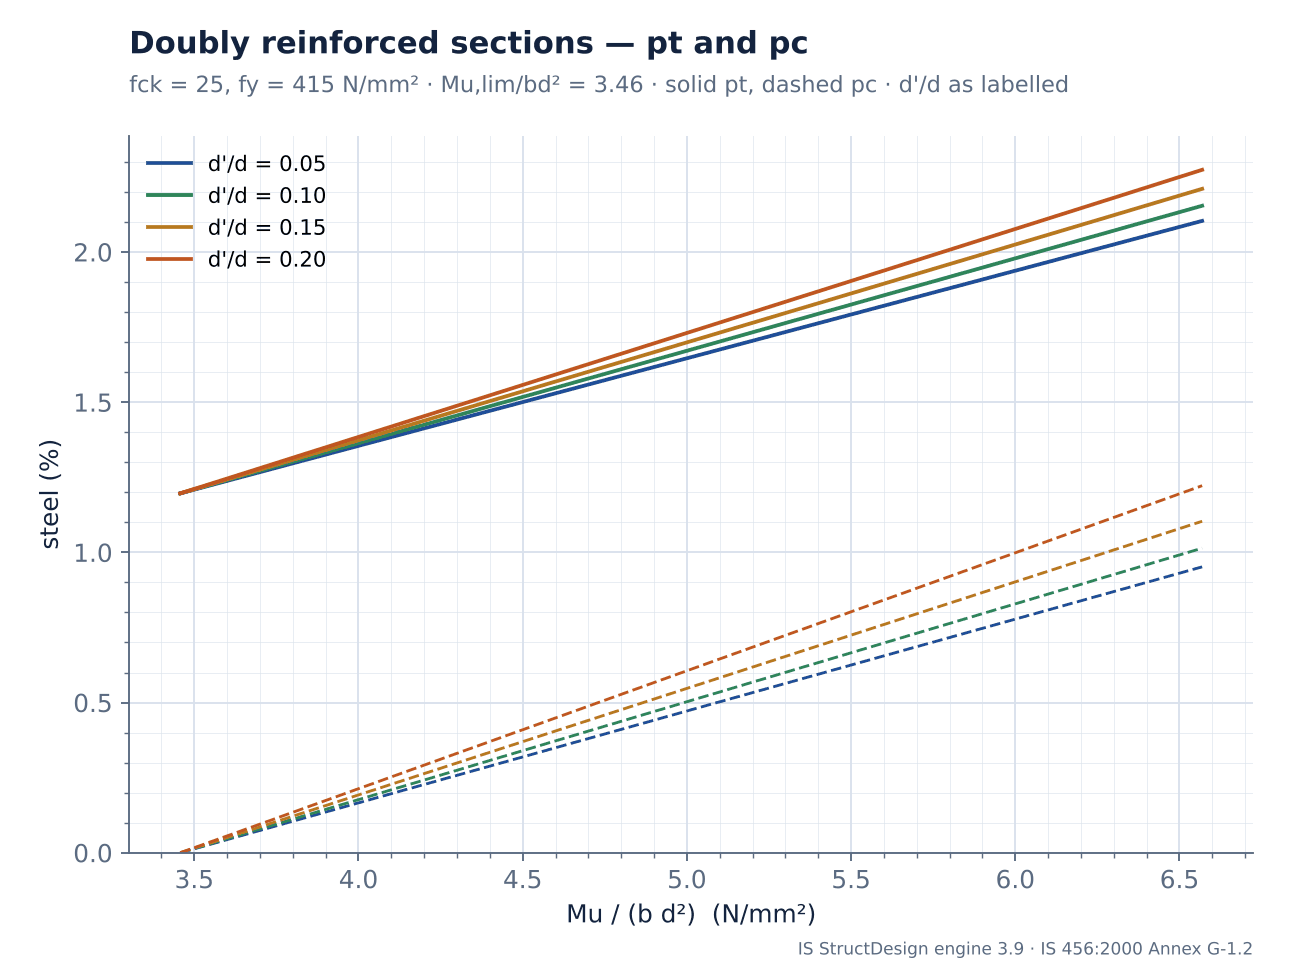 Doubly reinforced sections — pt and pc
fck = 25, fy = 415 N/mm² · Mu,lim/bd² = 3.46 · solid pt, dashed pc · d'/d as labelled
d'/d = 0.05
d'/d = 0.10
d'/d = 0.15
d'/d = 0.20
2.0
1.5
1.0
0.5
0.0
steel (%)
3.5 4.0 4.5 5.0 5.5 6.0 6.5
Mu / (b d²) (N/mm²)
IS StructDesign engine 3.9 · IS 456:2000 Annex G-1.2